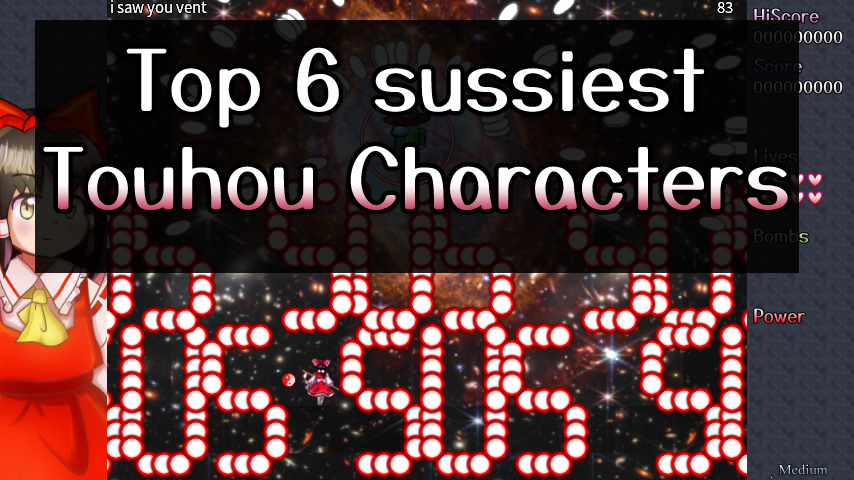 i saw you vent
83
HiScore
000000000
Score
000000000
Top 6 sussiest
Touhou Characters
Lives
Bombs
Power
Medium